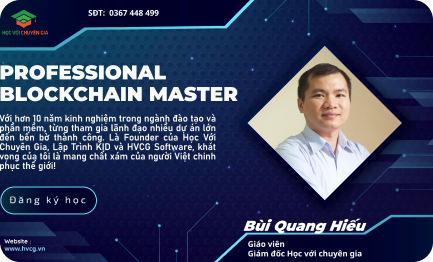 SĐT: 0367 448 499
HỌC VỚI CHUYÊN GIA
PROFESSIONAL
BLOCKCHAIN MASTER
Với hơn 10 năm kinh nghiệm trong ngành đào tạo và
phần mềm, từng tham gia lãnh đạo nhiều dự án lớn
đến bến bờ thành công. Là Founder của Học Với
Chuyên Gia, Lập Trình KID và HVCG Software, khát
vọng của tôi là mang chất xám của người Việt chinh
phục thế giới!
Đăng ký học
Bùi Quang Hiếu
Giáo viên
Giám đốc Học với chuyên gia
Website :
www.hvcg.vn